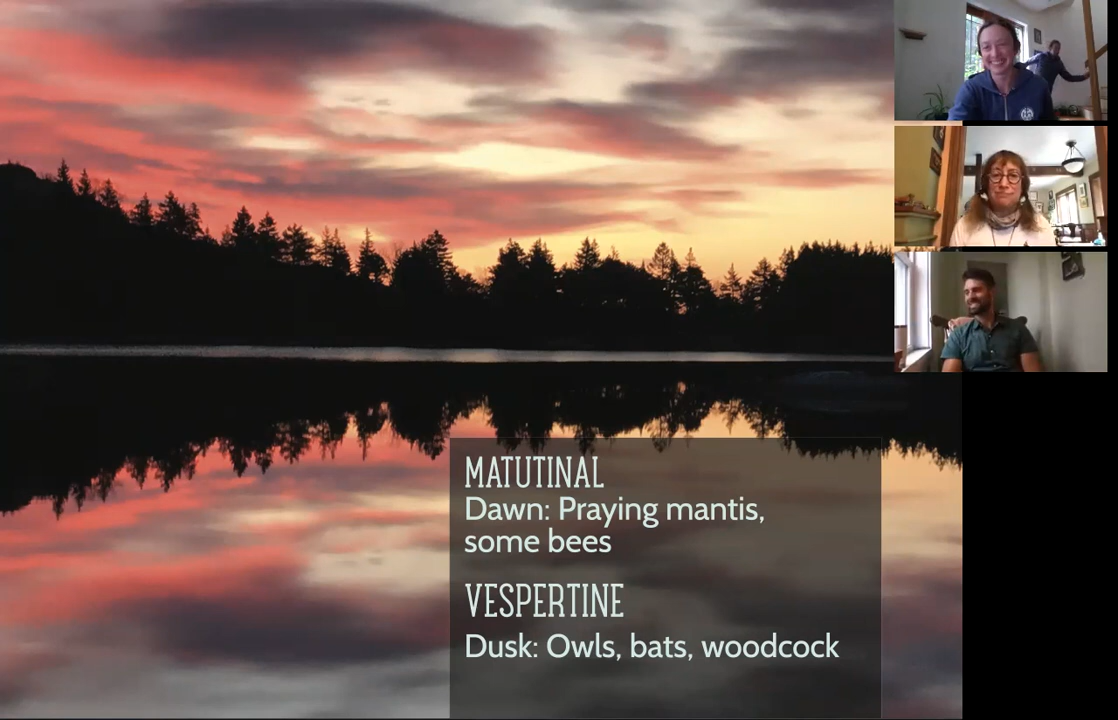 MATUTINAL
Dawn: Praying mantis,
some bees
VESPERTINE
Dusk: Owls, bats, woodcock